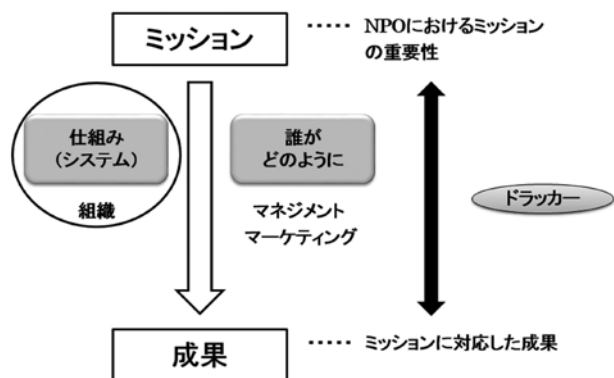 ミッション
‥‥‥ NPOにおけるミッション
の重要性
仕組み
(システム)
組織
誰が
どのように
マネジメント
マーケティング
ドラッカー
成果
‥‥‥ ミッションに対応した成果